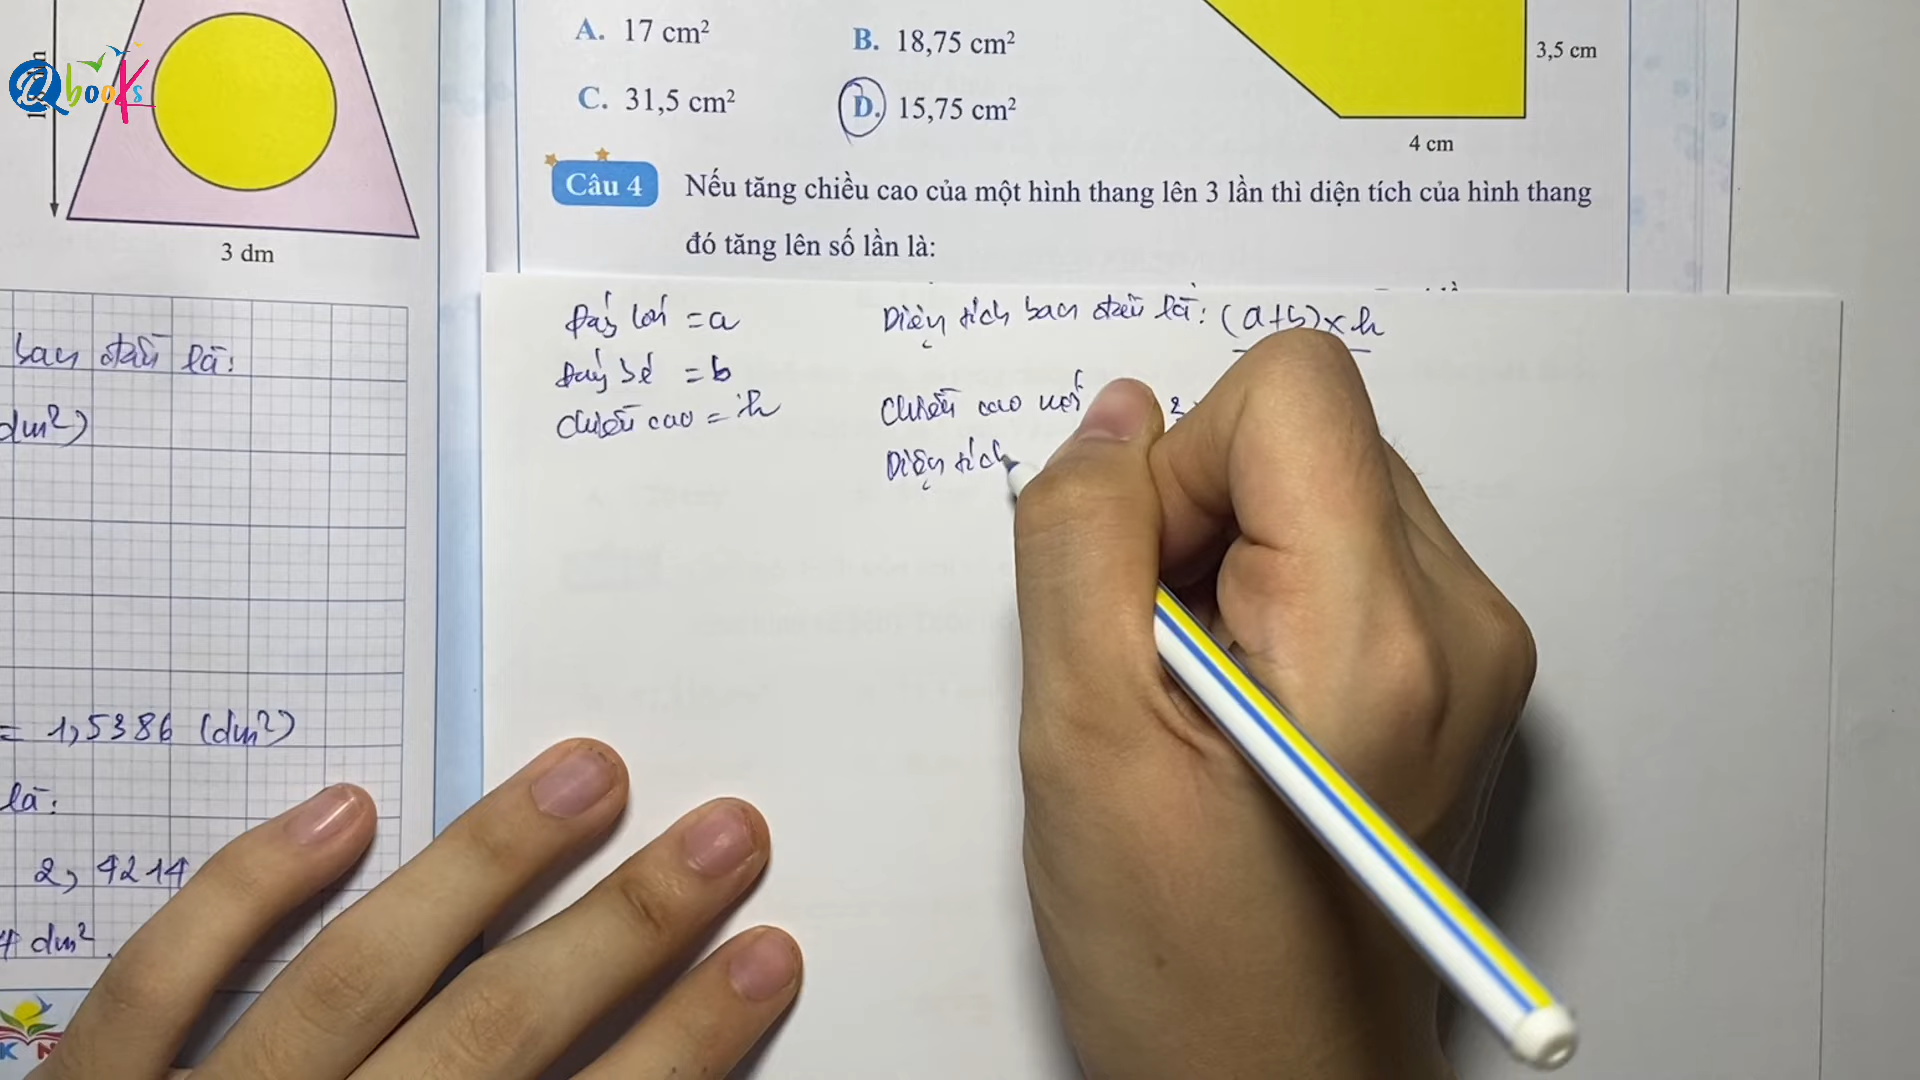 @books
3 dm
ban đầu là:
dm²)
= 1,5386 (dm²)
là:
2,4214
dm²
A. 17 cm²
B. 18,75 cm²
C. 31,5 cm²
D. 15,75 cm²
3,5 cm
4 cm
Câu 4 Nếu tăng chiều cao của một hình thang lên 3 lần thì diện tích của hình thang
đó tăng lên số lần là:
Đáy lớn = a
Đáy bé = b
Chiều cao = h
Diện tích ban đầu là: (a+b)×h
Chiều cao mới
Diện tích